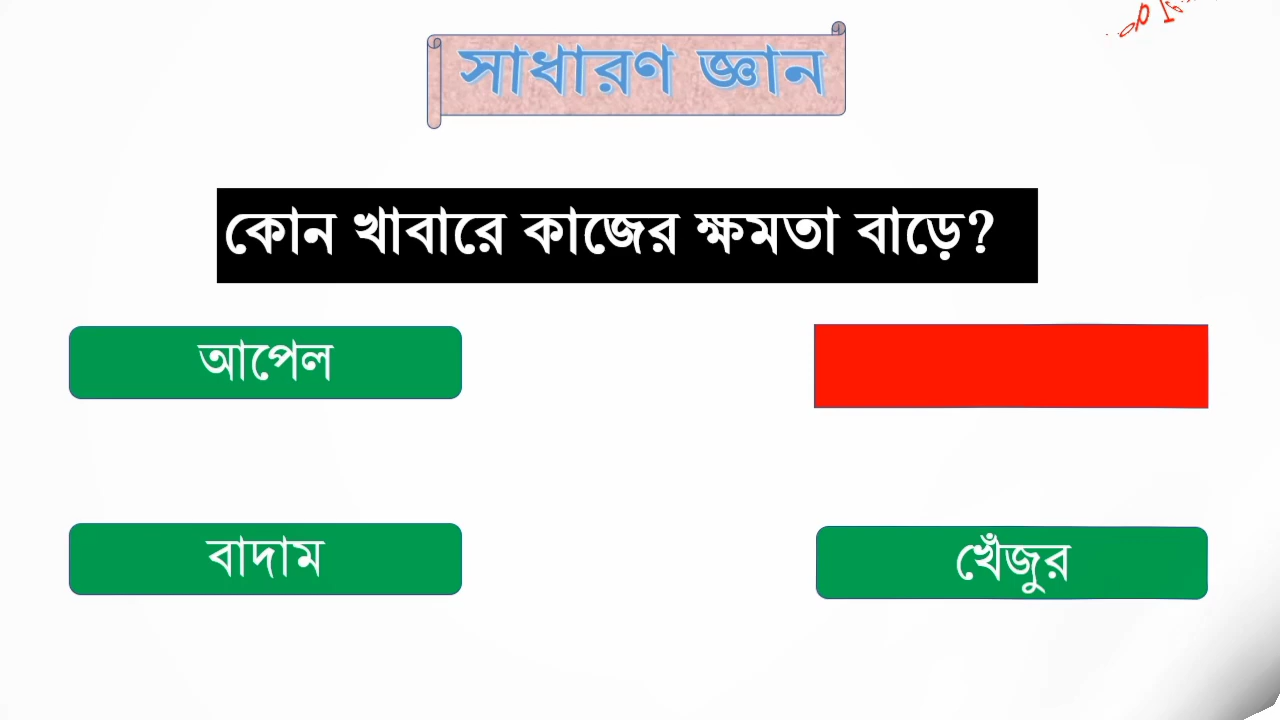 সাধারণ জ্ঞান
কোন খাবারে কাজের ক্ষমতা বাড়ে?
আপেল
বাদাম
খেঁজুর